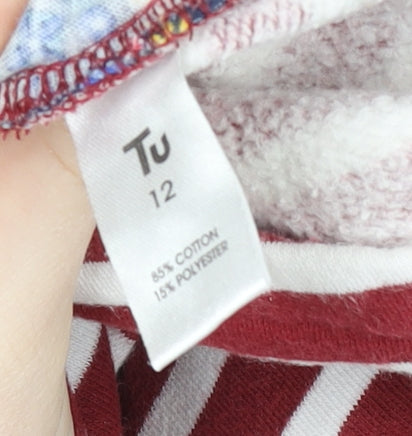 Tu
12
85% COTTON
15% POLYESTER